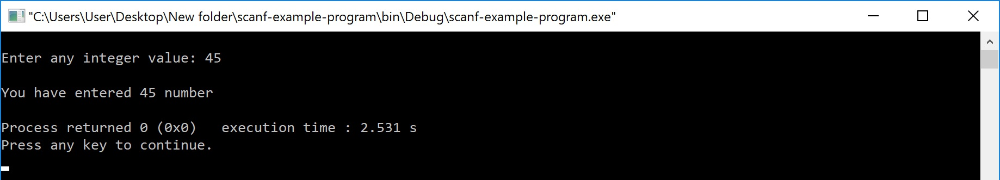 "C:\Users\User\Desktop\New folder\scanf-example-program\bin\Debug\scanf-example-program.exe"
Enter any integer value: 45
You have entered 45 number
Process returned 0 (0x0)   execution time : 2.531 s
Press any key to continue.